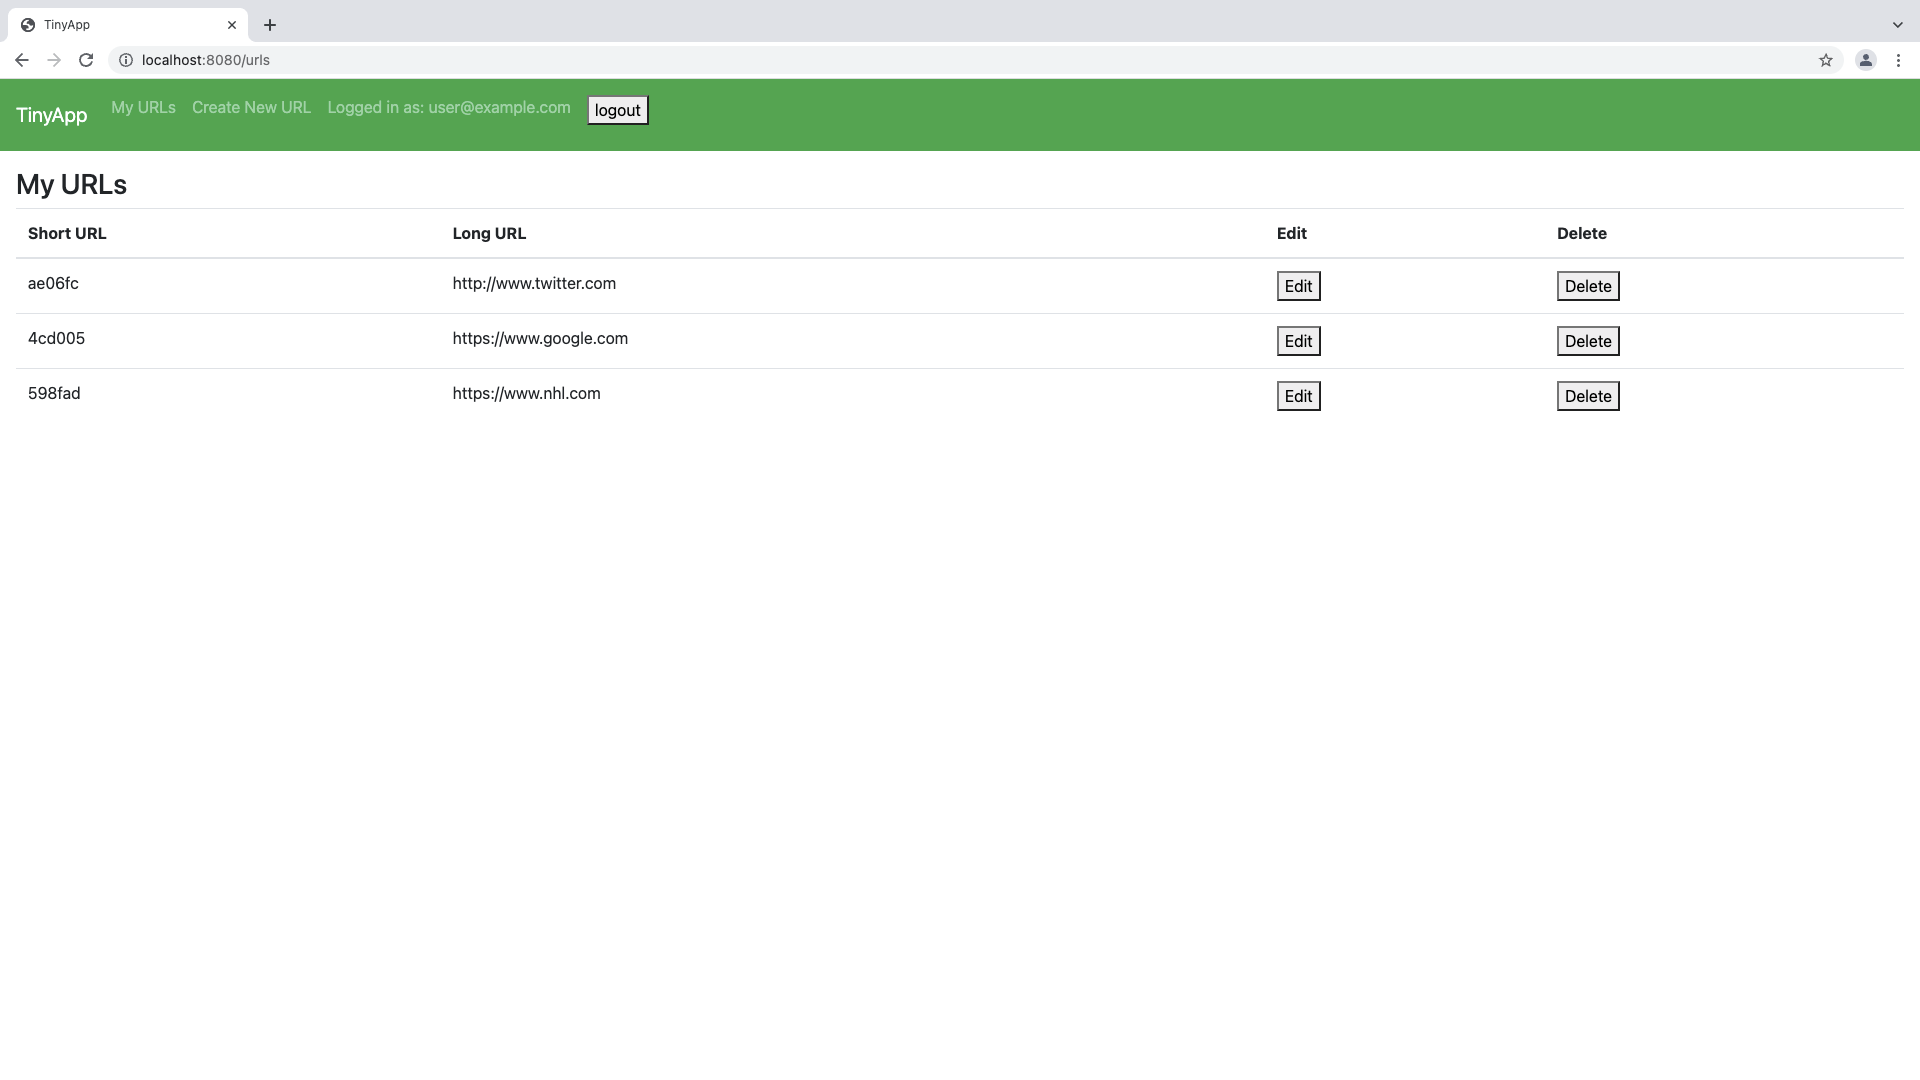 TinyApp
localhost:8080/urls
TinyApp My URLs Create New URL Logged in as: user@example.com logout
My URLs
Short URL Long URL Edit Delete
ae06fc http://www.twitter.com Edit Delete
4cd005 https://www.google.com Edit Delete
598fad https://www.nhl.com Edit Delete